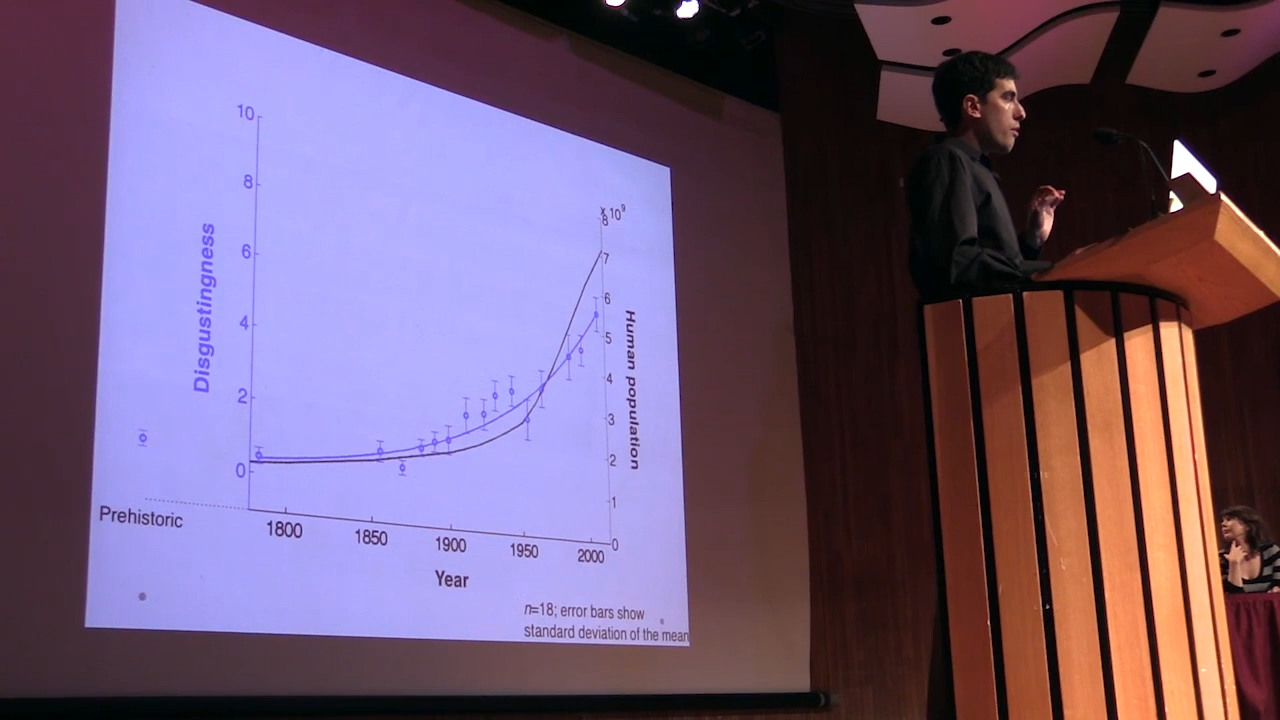 10
8
6
4
2
0
Disgustingness
x 10⁹
8
7
6
5
4
3
2
1
0
Human population
Prehistoric
1800
1850
1900
1950
2000
Year
n=18; error bars show
standard deviation of the mean